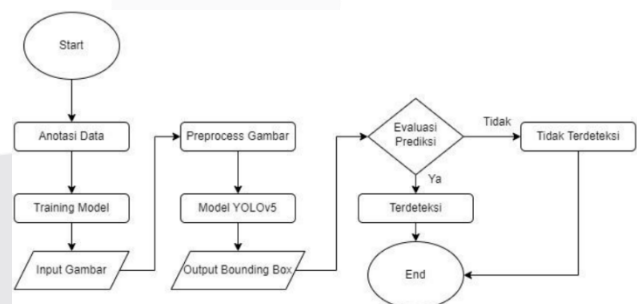 Start
Anotasi Data
Training Model
Input Gambar
Preprocess Gambar
Model YOLOv5
Output Bounding Box
Evaluasi
Prediksi
Tidak
Tidak Terdeteksi
Ya
Terdeteksi
End